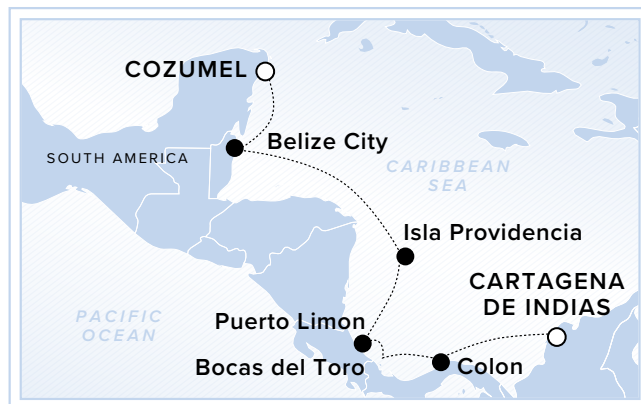 COZUMEL
Belize City
SOUTH AMERICA
CARIBBEAN
SEA
Isla Providencia
CARTAGENA
DE INDIAS
PACIFIC
OCEAN
Puerto Limon
Bocas del Toro
Colon